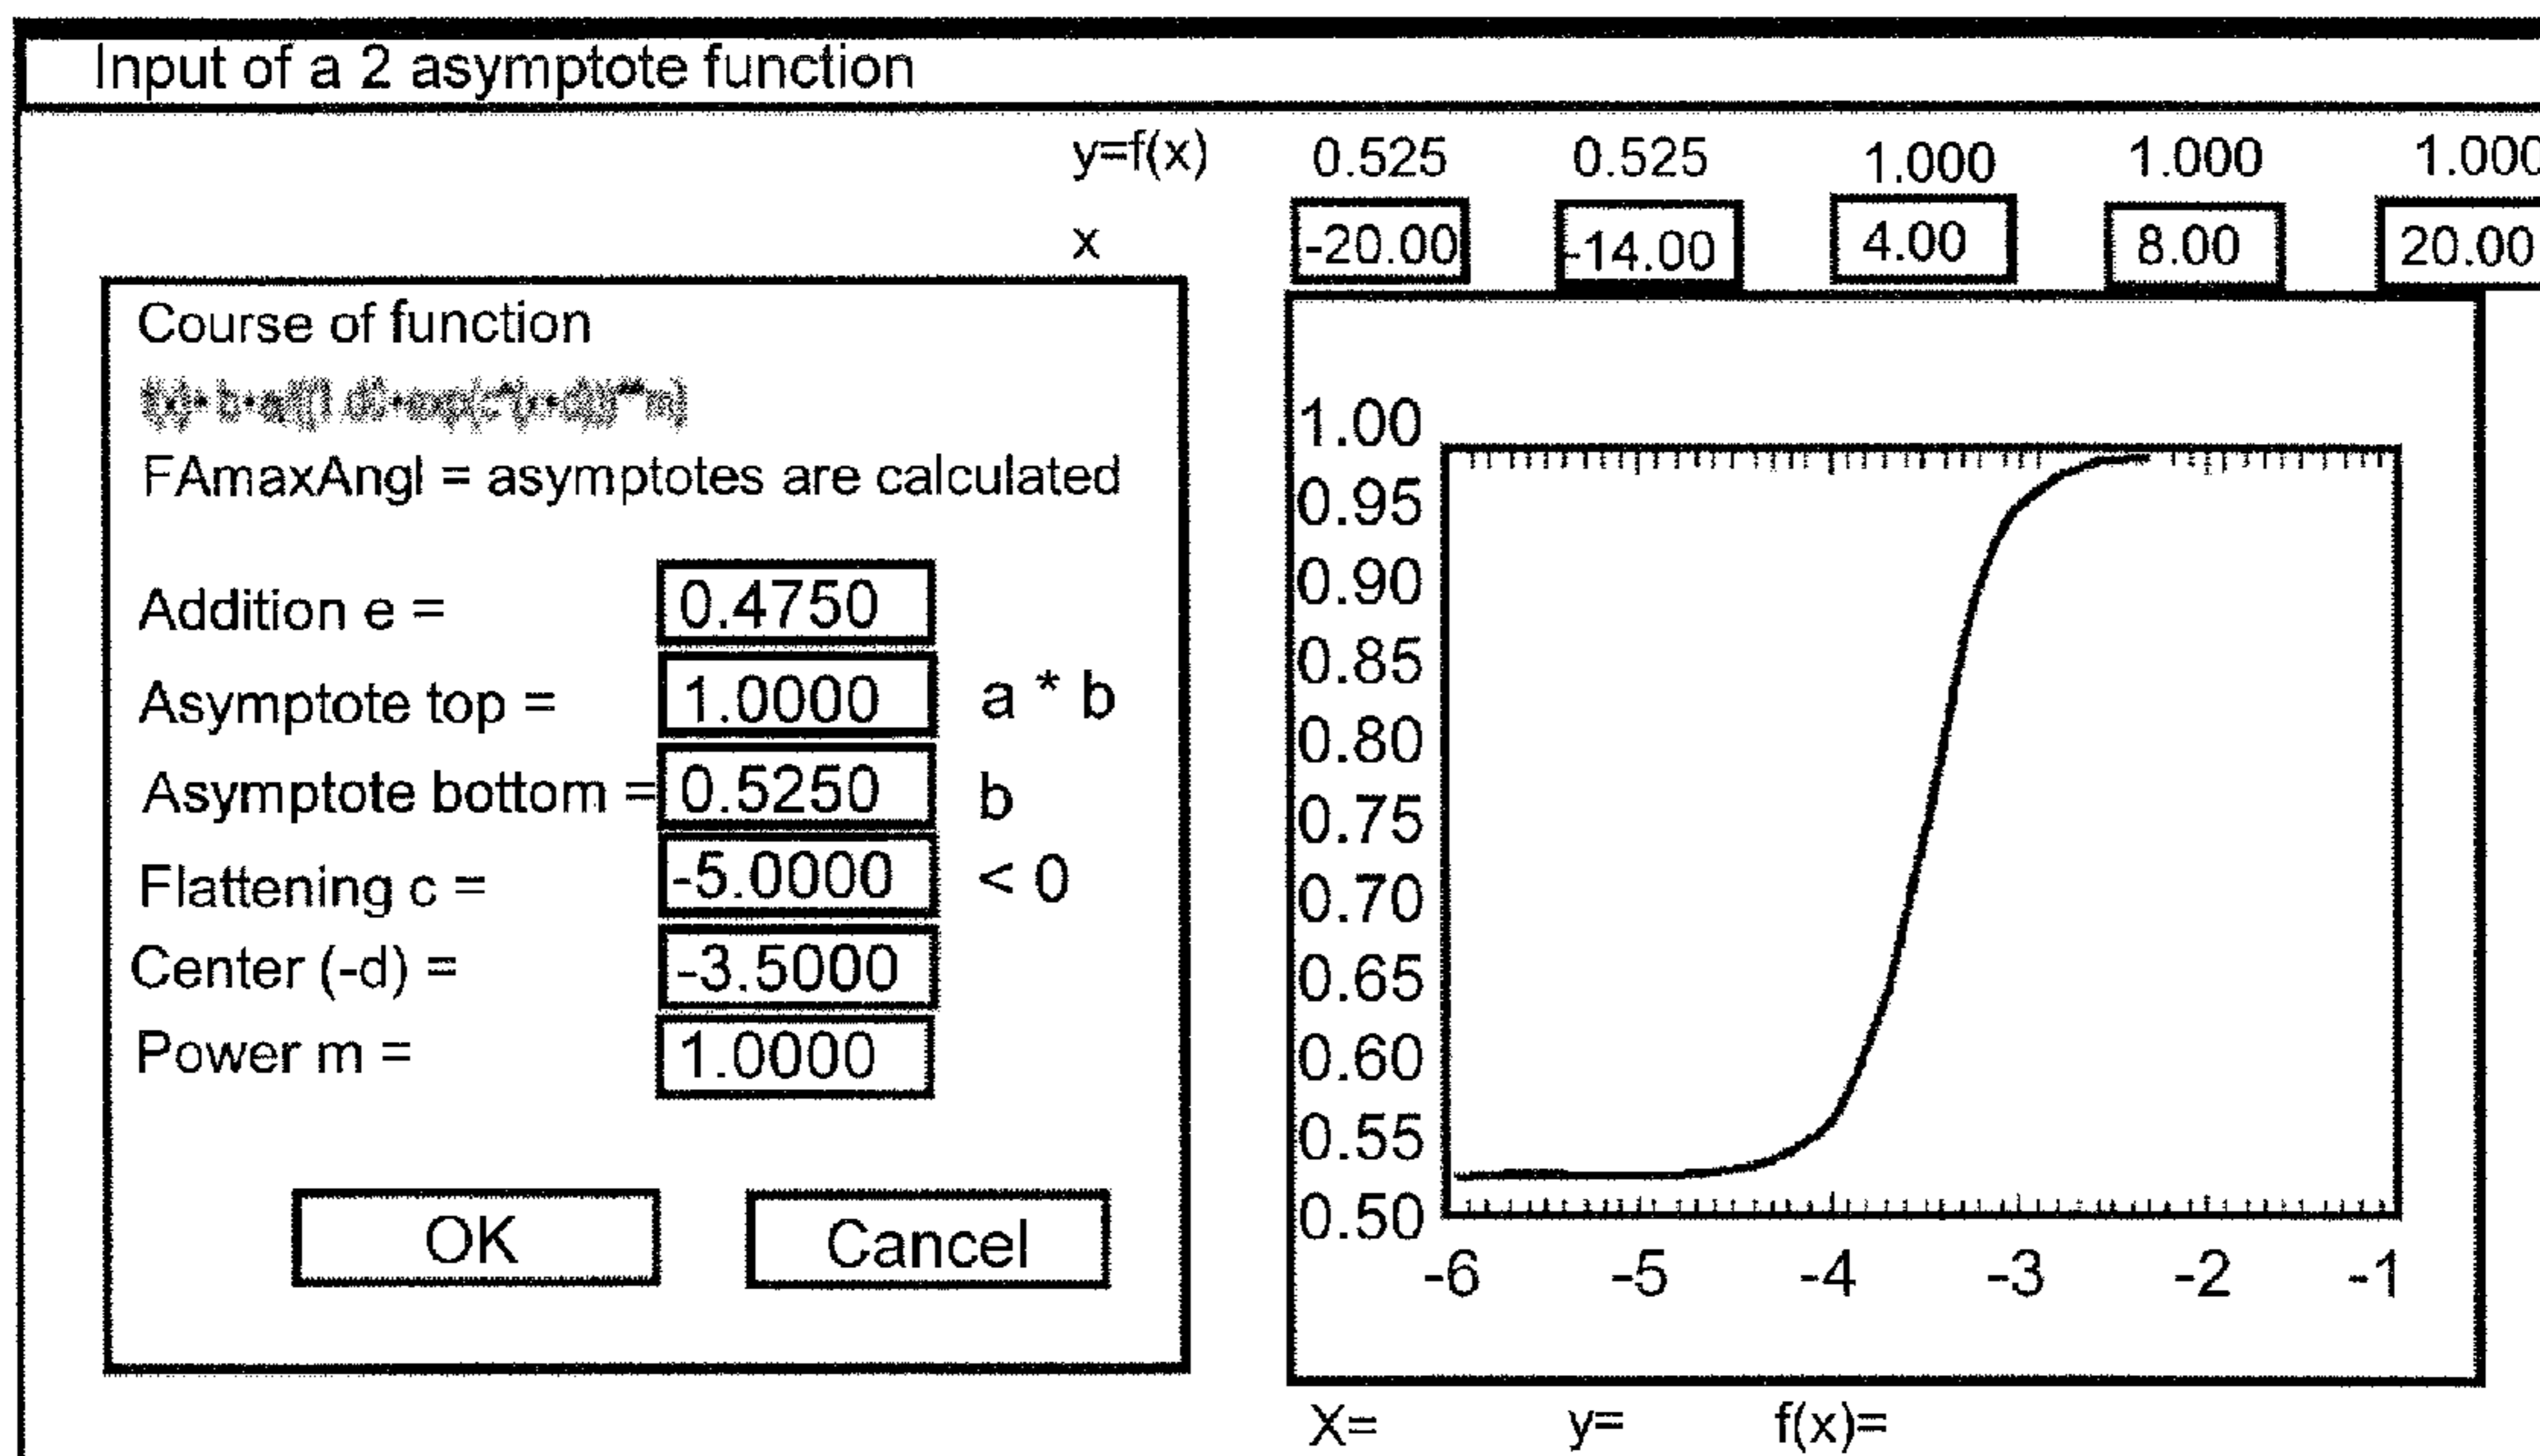 Input of a 2 asymptote function
y=f(x) 0.525 0.525 1.000 1.000 1.000
x -20.00 -14.00 4.00 8.00 20.00
Course of function
FAmaxAngl = asymptotes are calculated
Addition e = 0.4750
Asymptote top = 1.0000 a * b
Asymptote bottom = 0.5250 b
Flattening c = -5.0000 < 0
Center (-d) = -3.5000
Power m = 1.0000
OK Cancel
1.00
0.95
0.90
0.85
0.80
0.75
0.70
0.65
0.60
0.55
0.50
-6 -5 -4 -3 -2 -1
X= y= f(x)=